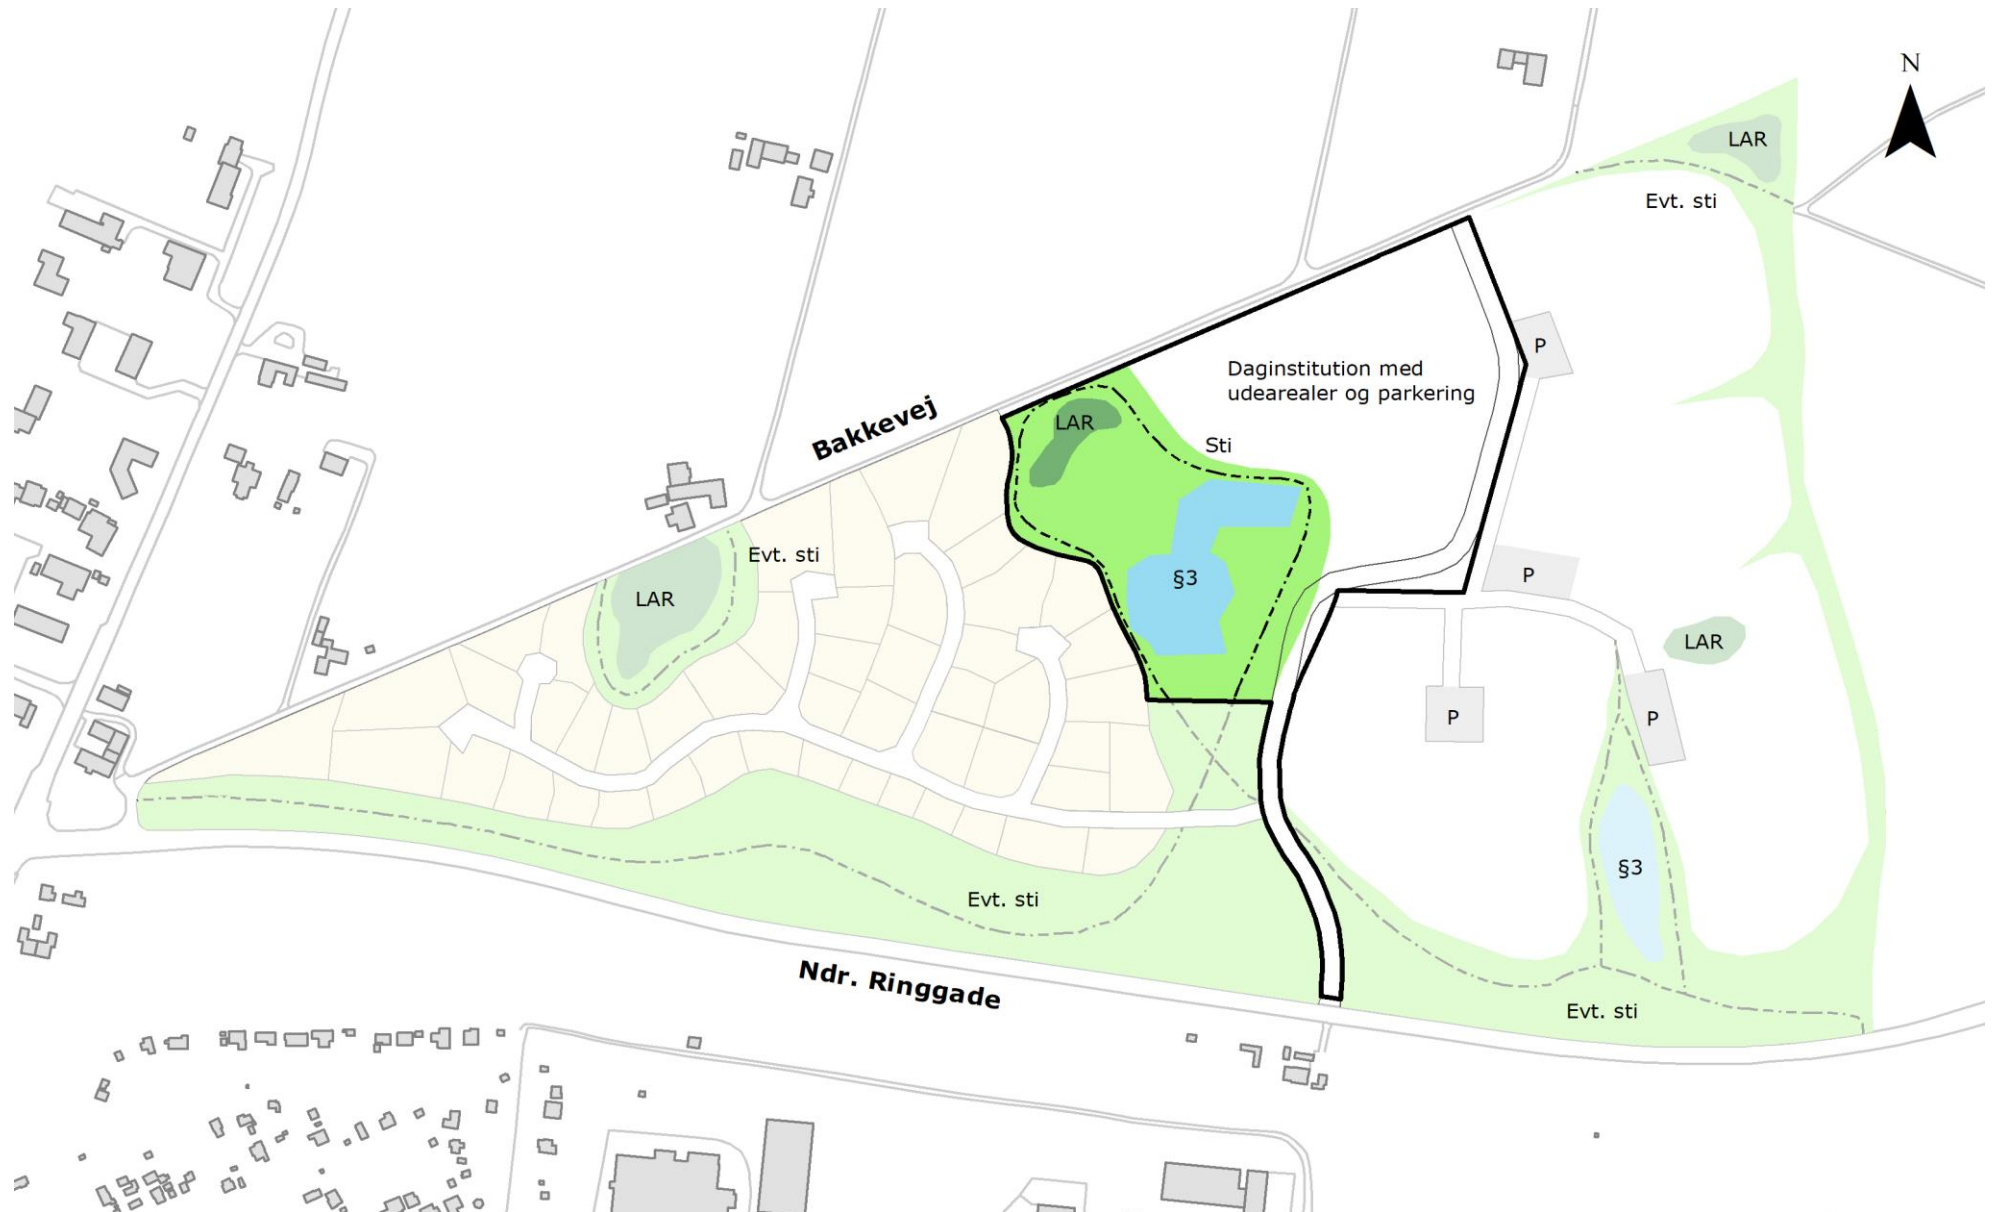 N
LAR
Evt. sti
P
Daginstitution med
udearealer og parkering
Bakkevej
LAR
Sti
Evt. sti
§3
P
LAR
LAR
P
P
§3
Evt. sti
Ndr. Ringgade
Evt. sti